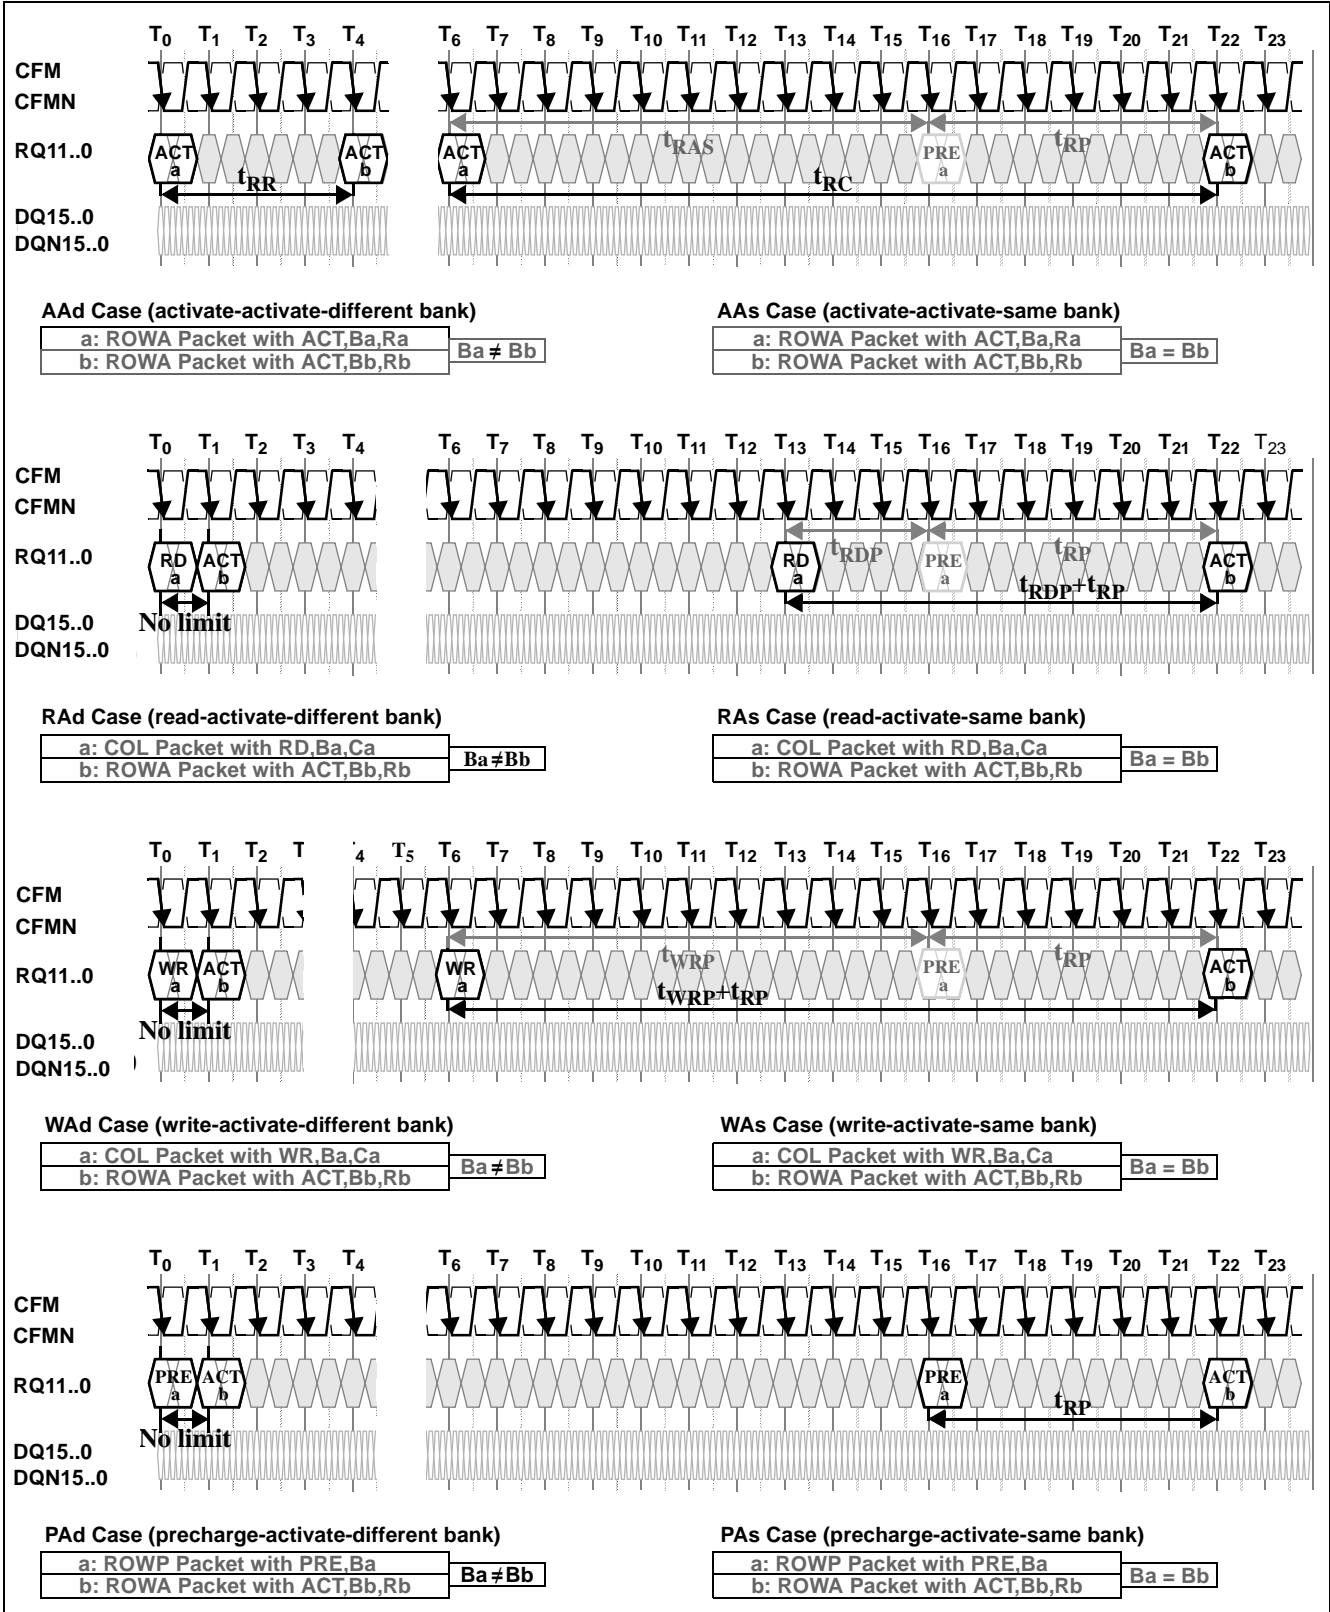 T0 T1 T2 T3 T4 T6 T7 T8 T9 T10 T11 T12 T13 T14 T15 T16 T17 T18 T19 T20 T21 T22 T23
CFM
CFMN
tRAS tRP
RQ11..0 ACT a ACT b ACT a PRE a ACT b
tRR tRC
DQ15..0
DQN15..0
AAd Case (activate-activate-different bank) AAs Case (activate-activate-same bank)
a: ROWA Packet with ACT,Ba,Ra a: ROWA Packet with ACT,Ba,Ra
Ba ≠ Bb Ba = Bb
b: ROWA Packet with ACT,Bb,Rb b: ROWA Packet with ACT,Bb,Rb
T0 T1 T2 T3 T4 T6 T7 T8 T9 T10 T11 T12 T13 T14 T15 T16 T17 T18 T19 T20 T21 T22 T23
CFM
CFMN
tRDP tRP
RQ11..0 RD a ACT b RD a PRE a ACT b
tRDP+tRP
No limit
DQ15..0
DQN15..0
RAd Case (read-activate-different bank) RAs Case (read-activate-same bank)
a: COL Packet with RD,Ba,Ca a: COL Packet with RD,Ba,Ca
Ba≠Bb Ba = Bb
b: ROWA Packet with ACT,Bb,Rb b: ROWA Packet with ACT,Bb,Rb
T0 T1 T2 T 4 T5 T6 T7 T8 T9 T10 T11 T12 T13 T14 T15 T16 T17 T18 T19 T20 T21 T22 T23
CFM
CFMN
tWRP tRP
RQ11..0 WR a ACT b WR a PRE a ACT b
tWRP+tRP
No limit
DQ15..0
DQN15..0
WAd Case (write-activate-different bank) WAs Case (write-activate-same bank)
a: COL Packet with WR,Ba,Ca a: COL Packet with WR,Ba,Ca
Ba≠Bb Ba = Bb
b: ROWA Packet with ACT,Bb,Rb b: ROWA Packet with ACT,Bb,Rb
T0 T1 T2 T3 T4 T6 T7 T8 T9 T10 T11 T12 T13 T14 T15 T16 T17 T18 T19 T20 T21 T22 T23
CFM
CFMN
RQ11..0 PRE a ACT b PRE a ACT b
tRP
No limit
DQ15..0
DQN15..0
PAd Case (precharge-activate-different bank) PAs Case (precharge-activate-same bank)
a: ROWP Packet with PRE,Ba a: ROWP Packet with PRE,Ba
Ba≠Bb Ba = Bb
b: ROWA Packet with ACT,Bb,Rb b: ROWA Packet with ACT,Bb,Rb